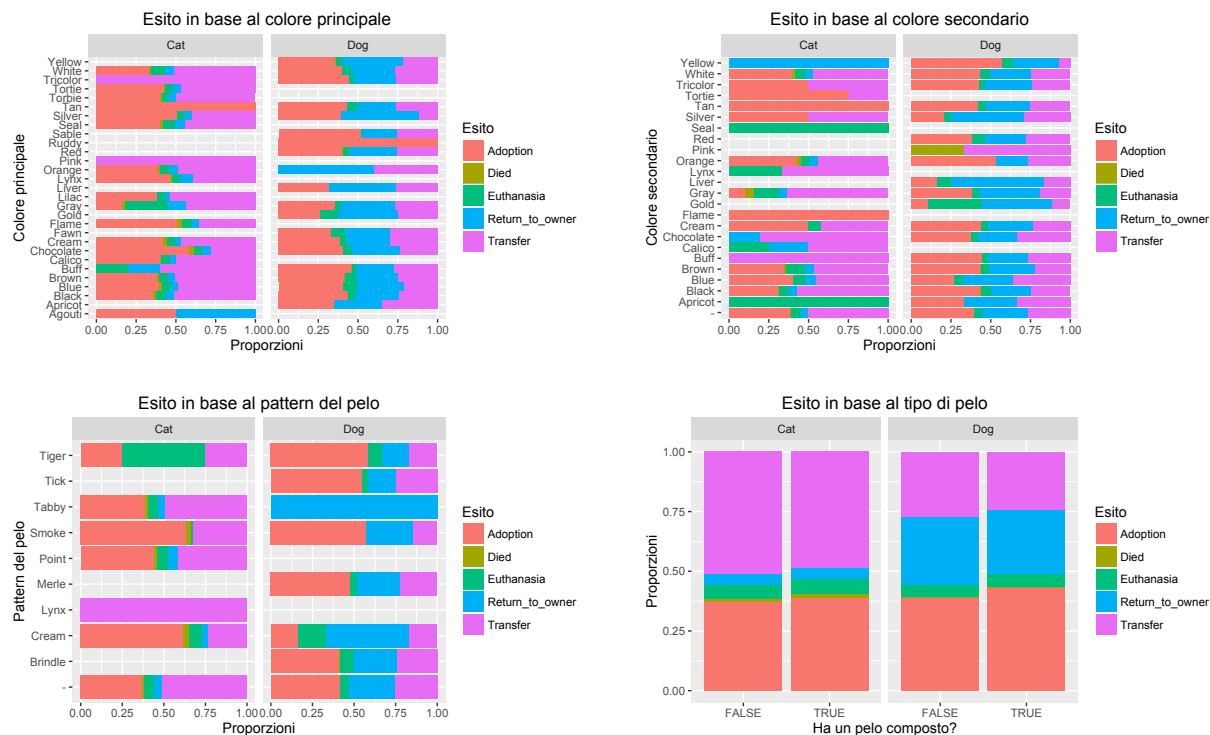 Esito in base al colore principale
Cat
Dog
Colore principale
Yellow
White
Tricolor
Tortie
Torbie
Tan
Silver
Seal
Sable
Ruddy
Red
Pink
Orange
Lynx
Liver
Lilac
Gray
Gold
Flame
Fawn
Cream
Chocolate
Calico
Buff
Brown
Blue
Black
Apricot
Agouti
0.00 0.25 0.50 0.75 1.00
0.00 0.25 0.50 0.75 1.00
Proporzioni
Esito
Adoption
Died
Euthanasia
Return_to_owner
Transfer
Esito in base al colore secondario
Cat
Dog
Colore secondario
Yellow
White
Tricolor
Tortie
Tan
Silver
Seal
Red
Pink
Orange
Lynx
Liver
Gray
Gold
Flame
Cream
Chocolate
Calico
Buff
Brown
Blue
Black
Apricot
-
0.00 0.25 0.50 0.75 1.00
0.00 0.25 0.50 0.75 1.00
Proporzioni
Esito
Adoption
Died
Euthanasia
Return_to_owner
Transfer
Esito in base al pattern del pelo
Cat
Dog
Pattern del pelo
Tiger
Tick
Tabby
Smoke
Point
Merle
Lynx
Cream
Brindle
-
0.00 0.25 0.50 0.75 1.00
0.00 0.25 0.50 0.75 1.00
Proporzioni
Esito
Adoption
Died
Euthanasia
Return_to_owner
Transfer
Esito in base al tipo di pelo
Cat
Dog
Proporzioni
1.00
0.75
0.50
0.25
0.00
FALSE TRUE
FALSE TRUE
Ha un pelo composto?
Esito
Adoption
Died
Euthanasia
Return_to_owner
Transfer